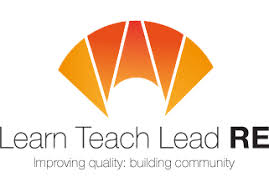 Learn Teach Lead RE
Improving quality: building community